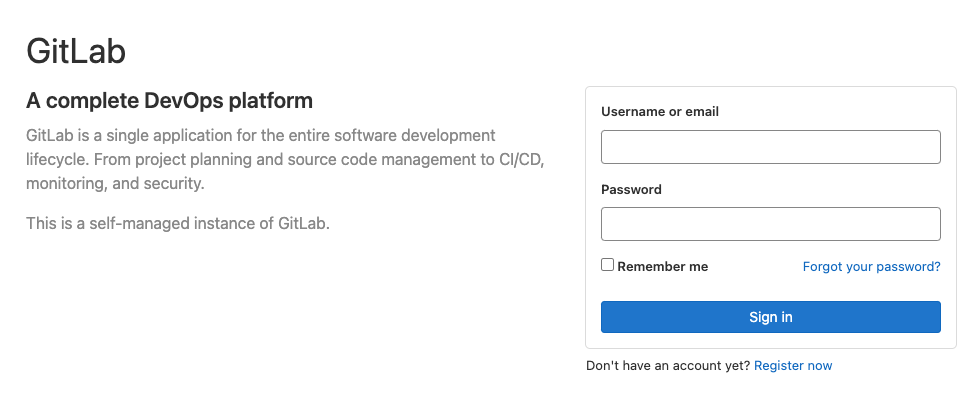 GitLab
A complete DevOps platform
GitLab is a single application for the entire software development
lifecycle. From project planning and source code management to CI/CD,
monitoring, and security.
This is a self-managed instance of GitLab.
Username or email
Password
Remember me
Forgot your password?
Sign in
Don't have an account yet? Register now